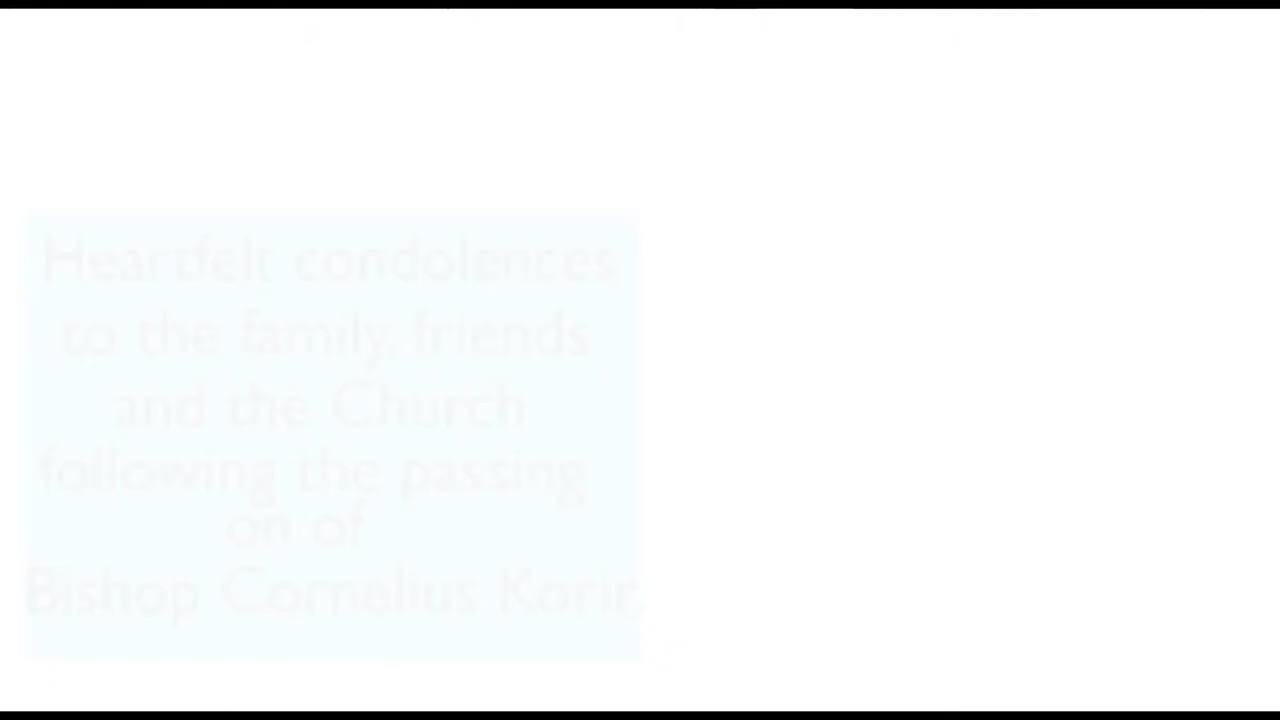 Heartfelt condolences
to the family, friends
and the Church
following the passing
on of
Bishop Cornelius Korir.